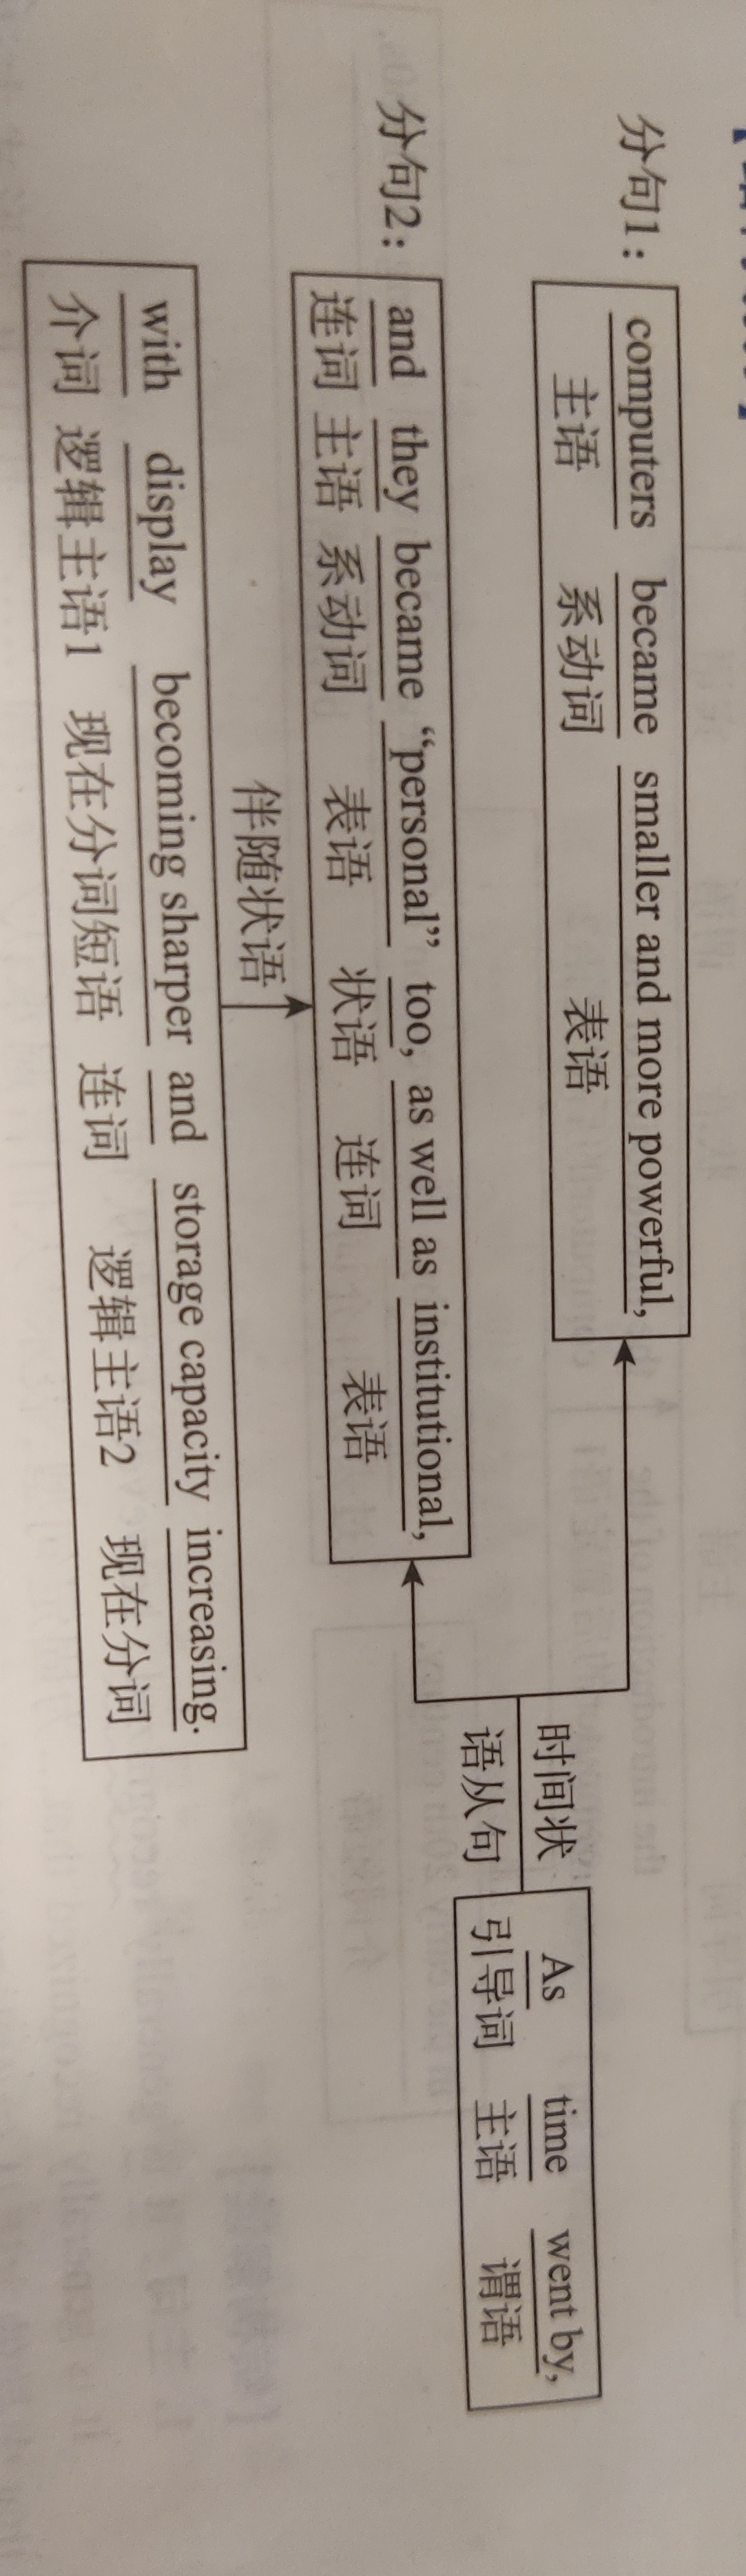 分句1：
computers became smaller and more powerful,
主语 系动词 表语
时间状
语从句
As time went by,
引导词 主语 谓语
分句2：
and they became “personal” too, as well as institutional,
连词 主语 系动词 表语 状语 连词 表语
伴随状语
with display becoming sharper and storage capacity increasing.
介词 逻辑主语1 现在分词短语 连词 逻辑主语2 现在分词